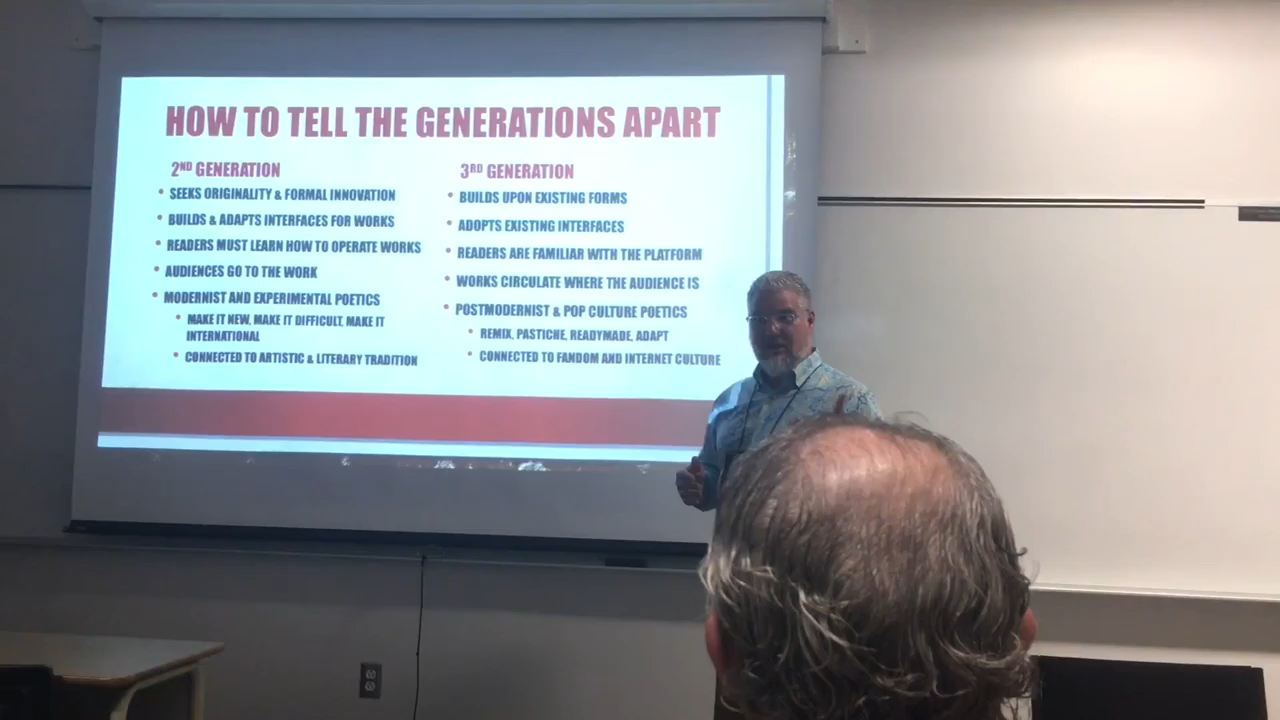 HOW TO TELL THE GENERATIONS APART
2ND GENERATION
• SEEKS ORIGINALITY & FORMAL INNOVATION
• BUILDS & ADAPTS INTERFACES FOR WORKS
• READERS MUST LEARN HOW TO OPERATE WORKS
• AUDIENCES GO TO THE WORK
• MODERNIST AND EXPERIMENTAL POETICS
• MAKE IT NEW, MAKE IT DIFFICULT, MAKE IT
INTERNATIONAL
• CONNECTED TO ARTISTIC & LITERARY TRADITION
3RD GENERATION
• BUILDS UPON EXISTING FORMS
• ADOPTS EXISTING INTERFACES
• READERS ARE FAMILIAR WITH THE PLATFORM
• WORKS CIRCULATE WHERE THE AUDIENCE IS
• POSTMODERNIST & POP CULTURE POETICS
• REMIX, PASTICHE, READYMADE, ADAPT
• CONNECTED TO FANDOM AND INTERNET CULTURE